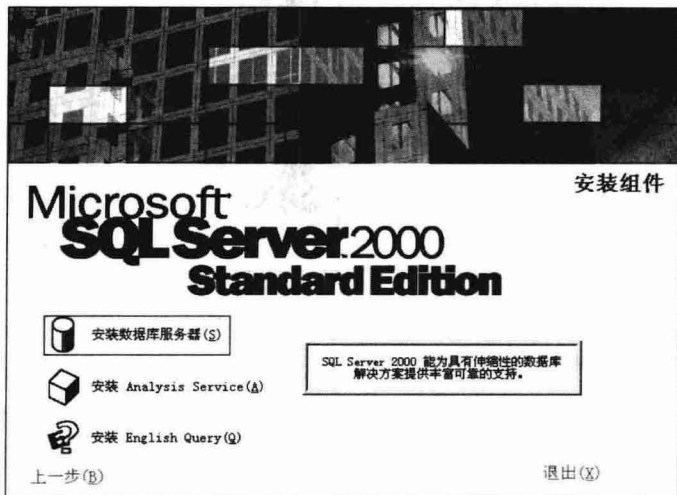 安装组件
Microsoft
SQL Server 2000
Standard Edition
安装数据库服务器(S)
SQL Server 2000 能为具有伸缩性的数据库
解决方案提供丰富可靠的支持。
安装 Analysis Service(A)
安装 English Query(Q)
上一步(B)
退出(X)